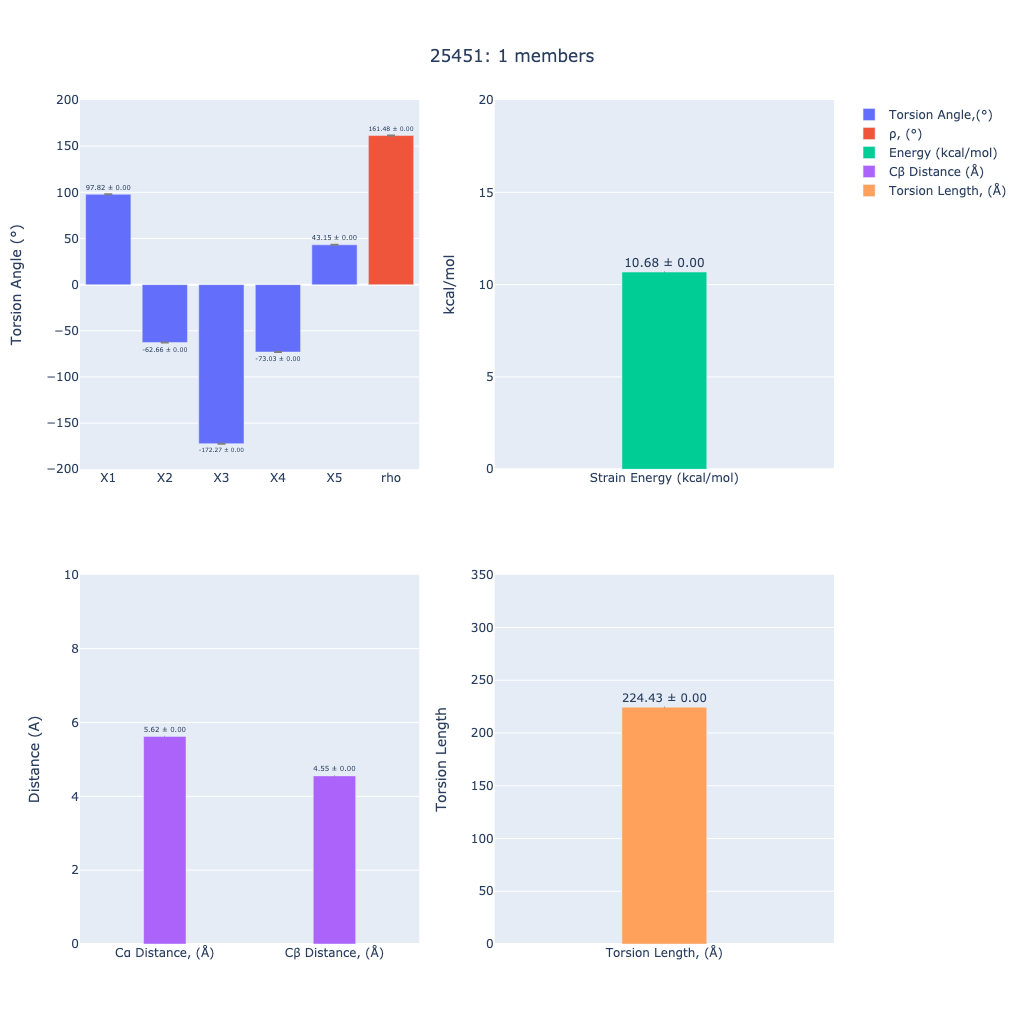 25451: 1 members
200
150
100
50
0
−50
−100
−150
−200
Torsion Angle (°)
97.82 ± 0.00
-62.66 ± 0.00
-172.27 ± 0.00
-73.03 ± 0.00
43.15 ± 0.00
161.48 ± 0.00
X1 X2 X3 X4 X5 rho
20
15
10
5
0
kcal/mol
10.68 ± 0.00
Strain Energy (kcal/mol)
Torsion Angle,(°)
ρ, (°)
Energy (kcal/mol)
Cβ Distance (Å)
Torsion Length, (Å)
10
8
6
4
2
0
Distance (A)
5.62 ± 0.00
4.55 ± 0.00
Cα Distance, (Å) Cβ Distance, (Å)
350
300
250
200
150
100
50
0
Torsion Length
224.43 ± 0.00
Torsion Length, (Å)